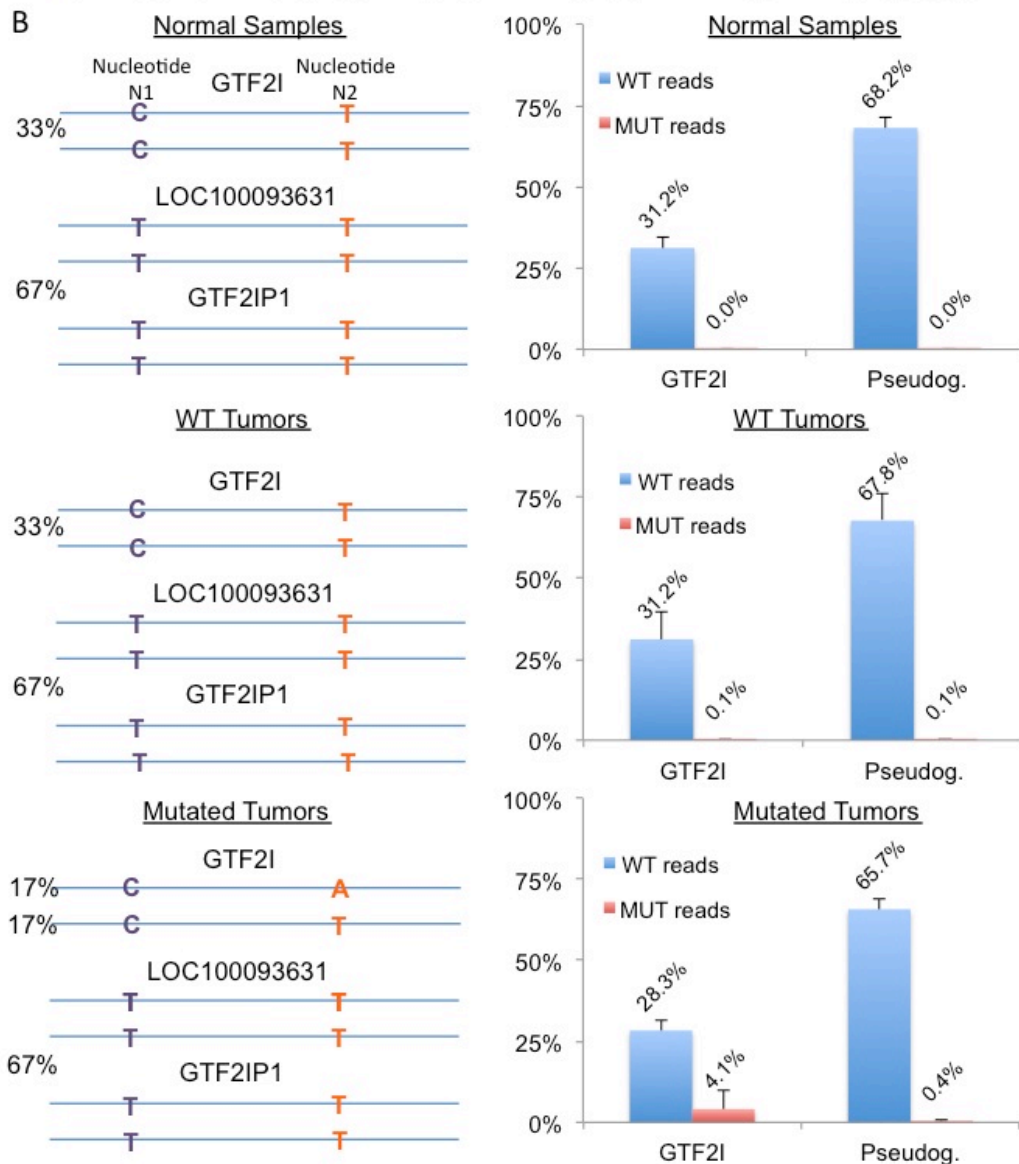 B
Normal Samples
Nucleotide
N1
GTF2I
Nucleotide
N2
C T
33%
C T
LOC100093631
T T
T T
67%
GTF2IP1
T T
T T
Normal Samples
100%
75%
50%
25%
0%
WT reads
MUT reads
31.2%
0.0%
68.2%
0.0%
GTF2I Pseudog.
WT Tumors
GTF2I
C T
33%
C T
LOC100093631
T T
T T
67%
GTF2IP1
T T
T T
WT Tumors
100%
75%
50%
25%
0%
WT reads
MUT reads
31.2%
0.1%
67.8%
0.1%
GTF2I Pseudog.
Mutated Tumors
GTF2I
17% C A
17% C T
LOC100093631
T T
T T
67%
GTF2IP1
T T
T T
Mutated Tumors
100%
75%
50%
25%
0%
WT reads
MUT reads
28.3%
4.1%
65.7%
0.4%
GTF2I Pseudog.